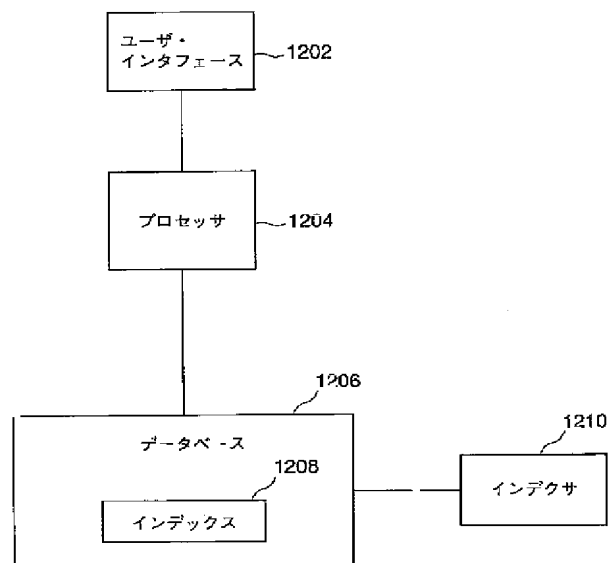 ユーザ・
インタフェース
1202
プロセッサ
1204
1206
データベース
1208
インデックス
1210
インデクサ